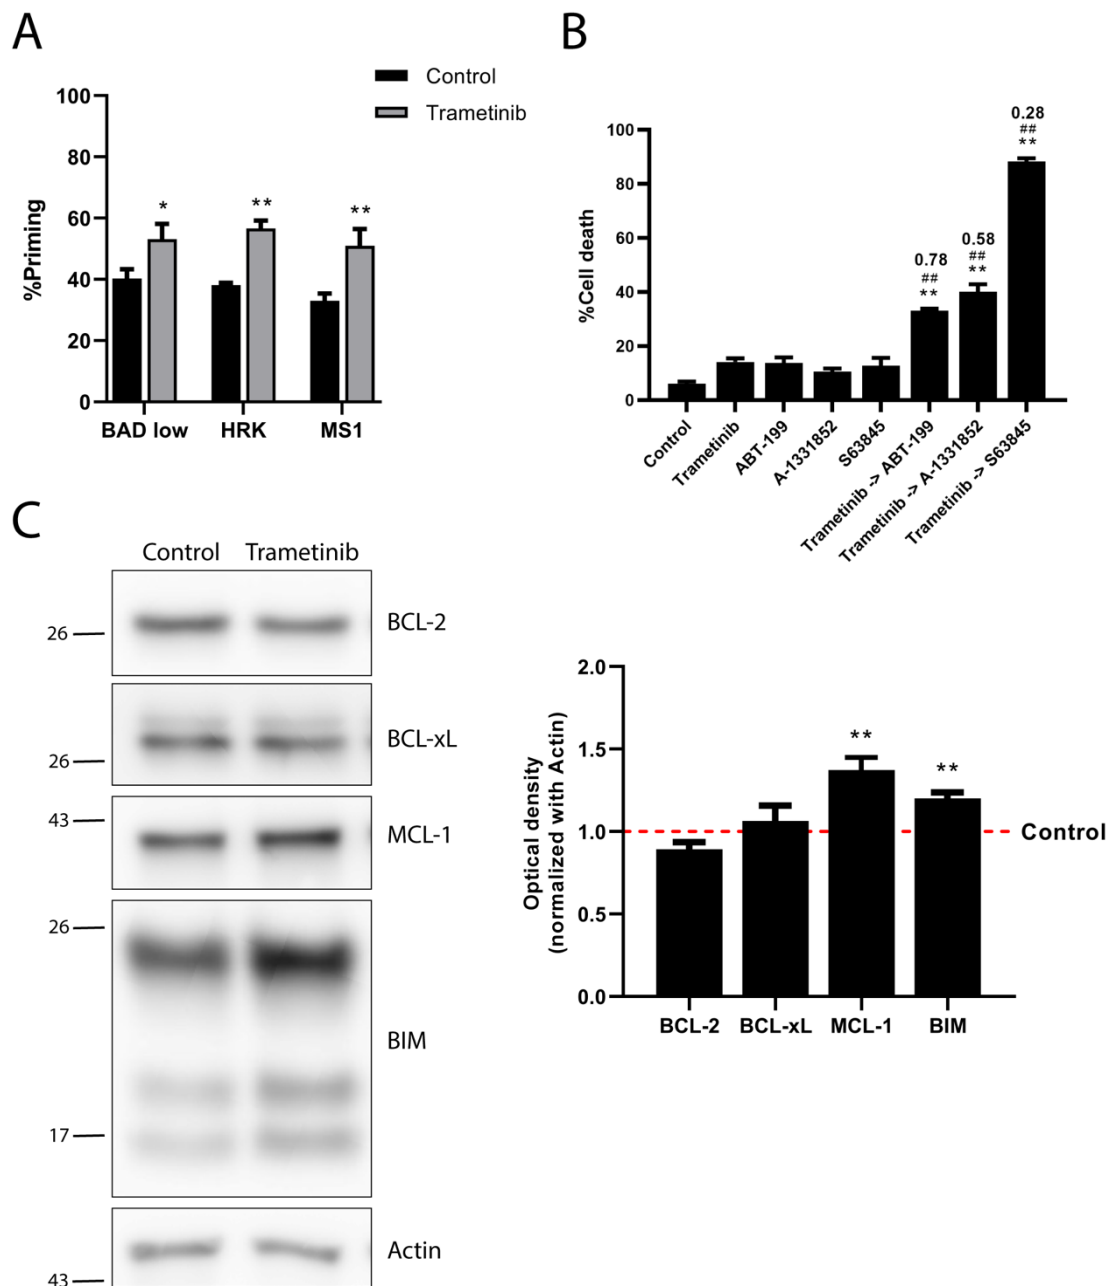 A
Control
Trametinib
%Priming
100
80
60
40
20
0
*
**
**
BAD low HRK MS1
B
%Cell death
100
80
60
40
20
0
0.78
##
**
0.58
##
**
0.28
##
**
Control
Trametinib
ABT-199
A-1331852
S63845
Trametinib -> ABT-199
Trametinib -> A-1331852
Trametinib -> S63845
C
Control Trametinib
26
BCL-2
26
BCL-xL
43
MCL-1
26
17
BIM
43
Actin
Optical density
(normalized with Actin)
2.0
1.5
1.0
0.5
0.0
**
**
Control
BCL-2 BCL-xL MCL-1 BIM